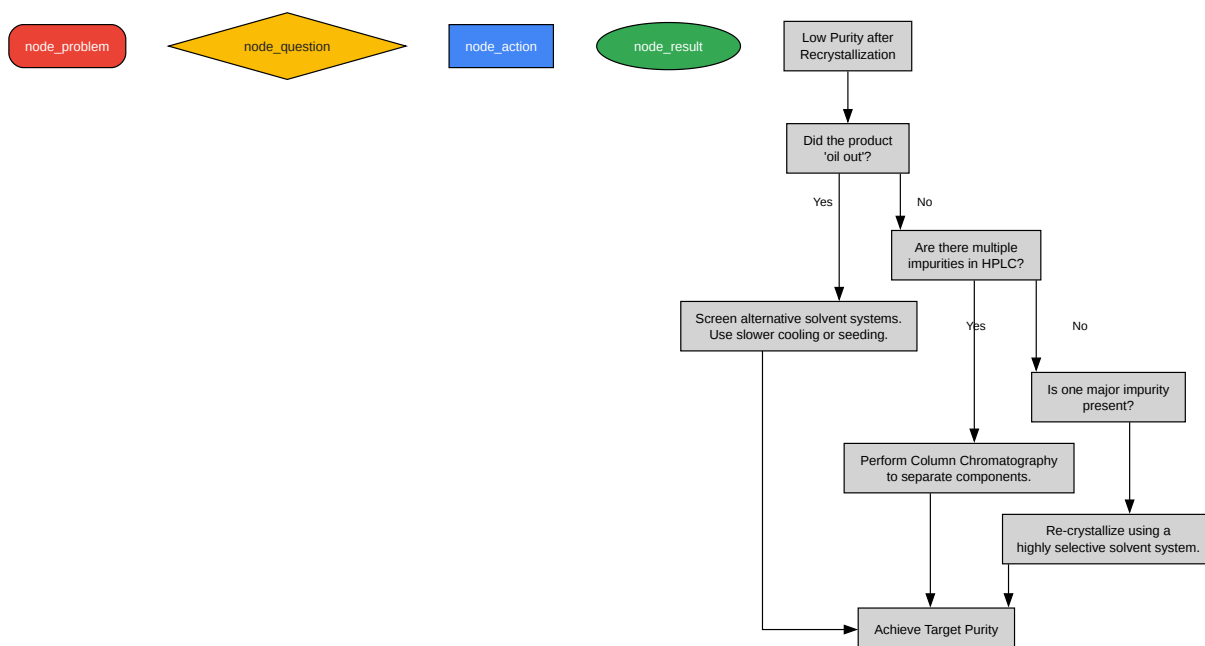 node_problem
node_question
node_action
node_result
Low Purity after
Recrystallization
Did the product
'oil out'?
Yes
No
Are there multiple
impurities in HPLC?
Screen alternative solvent systems.
Use slower cooling or seeding.
Yes
No
Is one major impurity
present?
Perform Column Chromatography
to separate components.
Re-crystallize using a
highly selective solvent system.
Achieve Target Purity